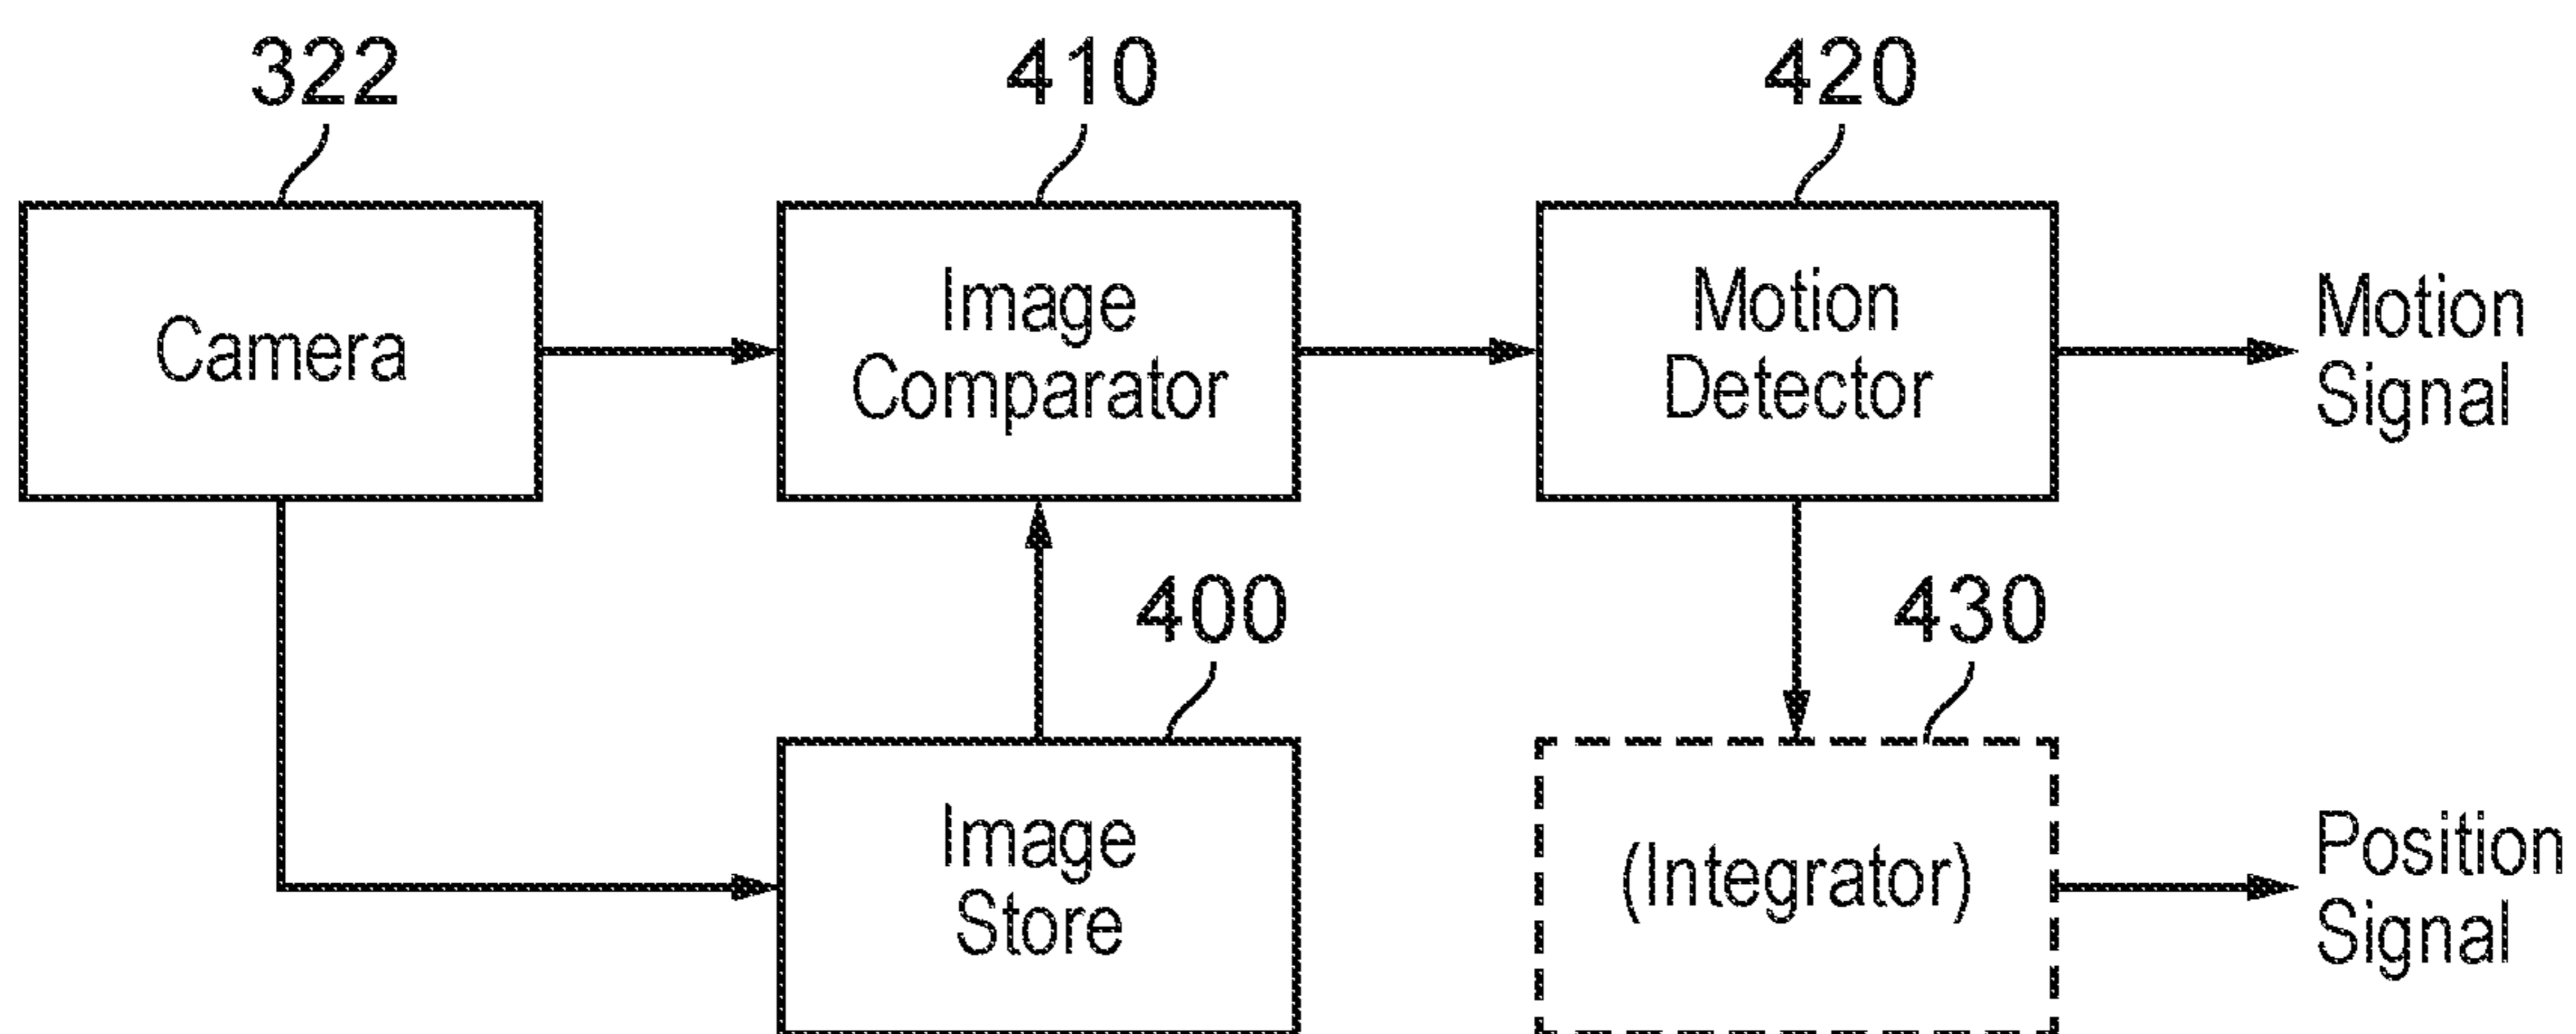 322
410
420
Camera
Image
Comparator
Motion
Detector
Motion
Signal
400
430
Image
Store
(Integrator)
Position
Signal